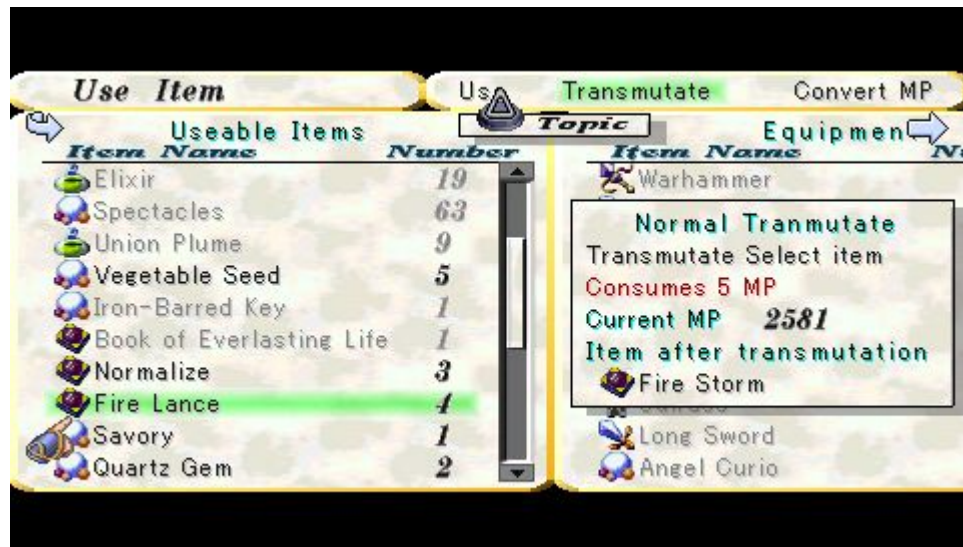 Use Item
Us Transmutate Convert MP
Topic
Useable Items
Item Name Number
Elixir 19
Spectacles 63
Union Plume 9
Vegetable Seed 5
Iron-Barred Key 1
Book of Everlasting Life 1
Normalize 3
Fire Lance 4
Savory 1
Quartz Gem 2
Equipmen
Item Name N
Warhammer
Normal Tranmutate
Transmutate Select item
Consumes 5 MP
Current MP 2581
Item after transmutation
Fire Storm
Long Sword
Angel Curio